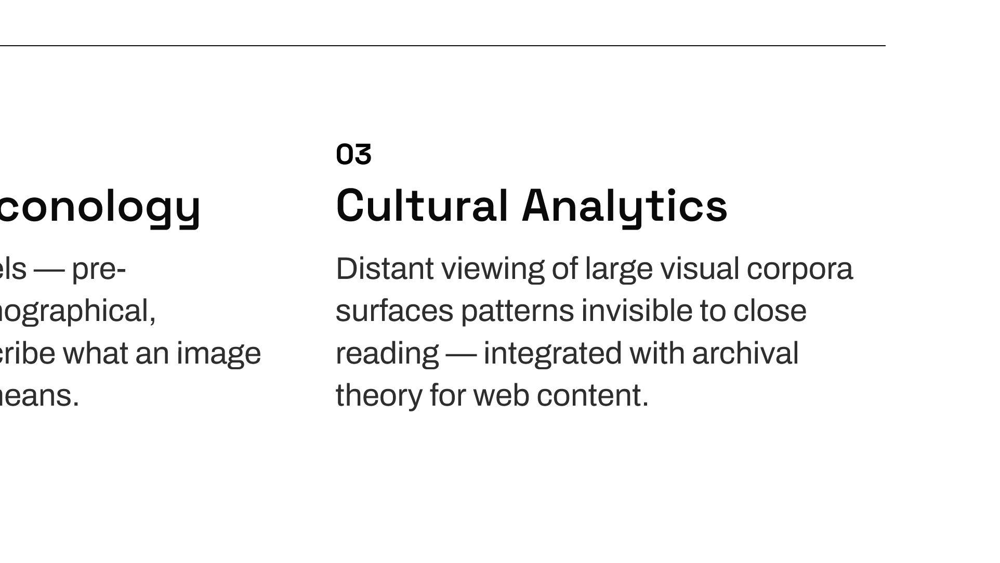 conology
els — pre-
nographical,
cribe what an image
neans.
03
Cultural Analytics
Distant viewing of large visual corpora
surfaces patterns invisible to close
reading — integrated with archival
theory for web content.